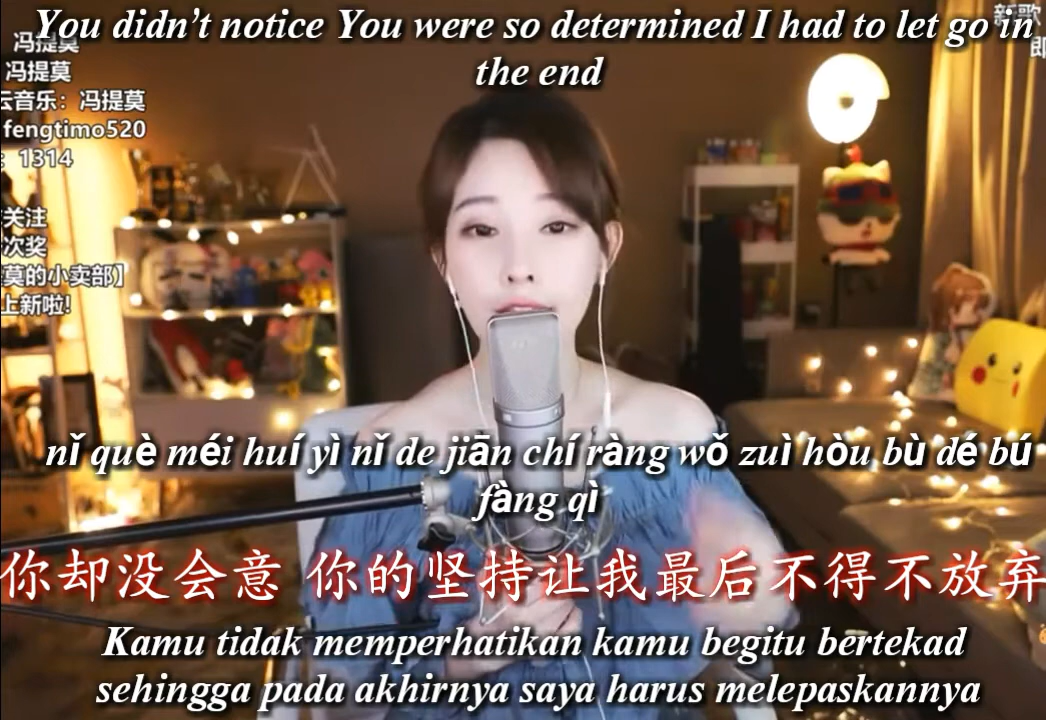 You didn't notice You were so determined I had to let go in
the end
冯提莫
冯提莫
云音乐：冯提莫
fengtimo520
：1314
关注
次奖
莫的小卖部】
上新啦!
新歌
即
nǐ què méi huí yì nǐ de jiān chí ràng wǒ zuì hòu bù dé bú
fàng qì
你却没会意 你的坚持让我最后不得不放弃
Kamu tidak memperhatikan kamu begitu bertekad
sehingga pada akhirnya saya harus melepaskannya